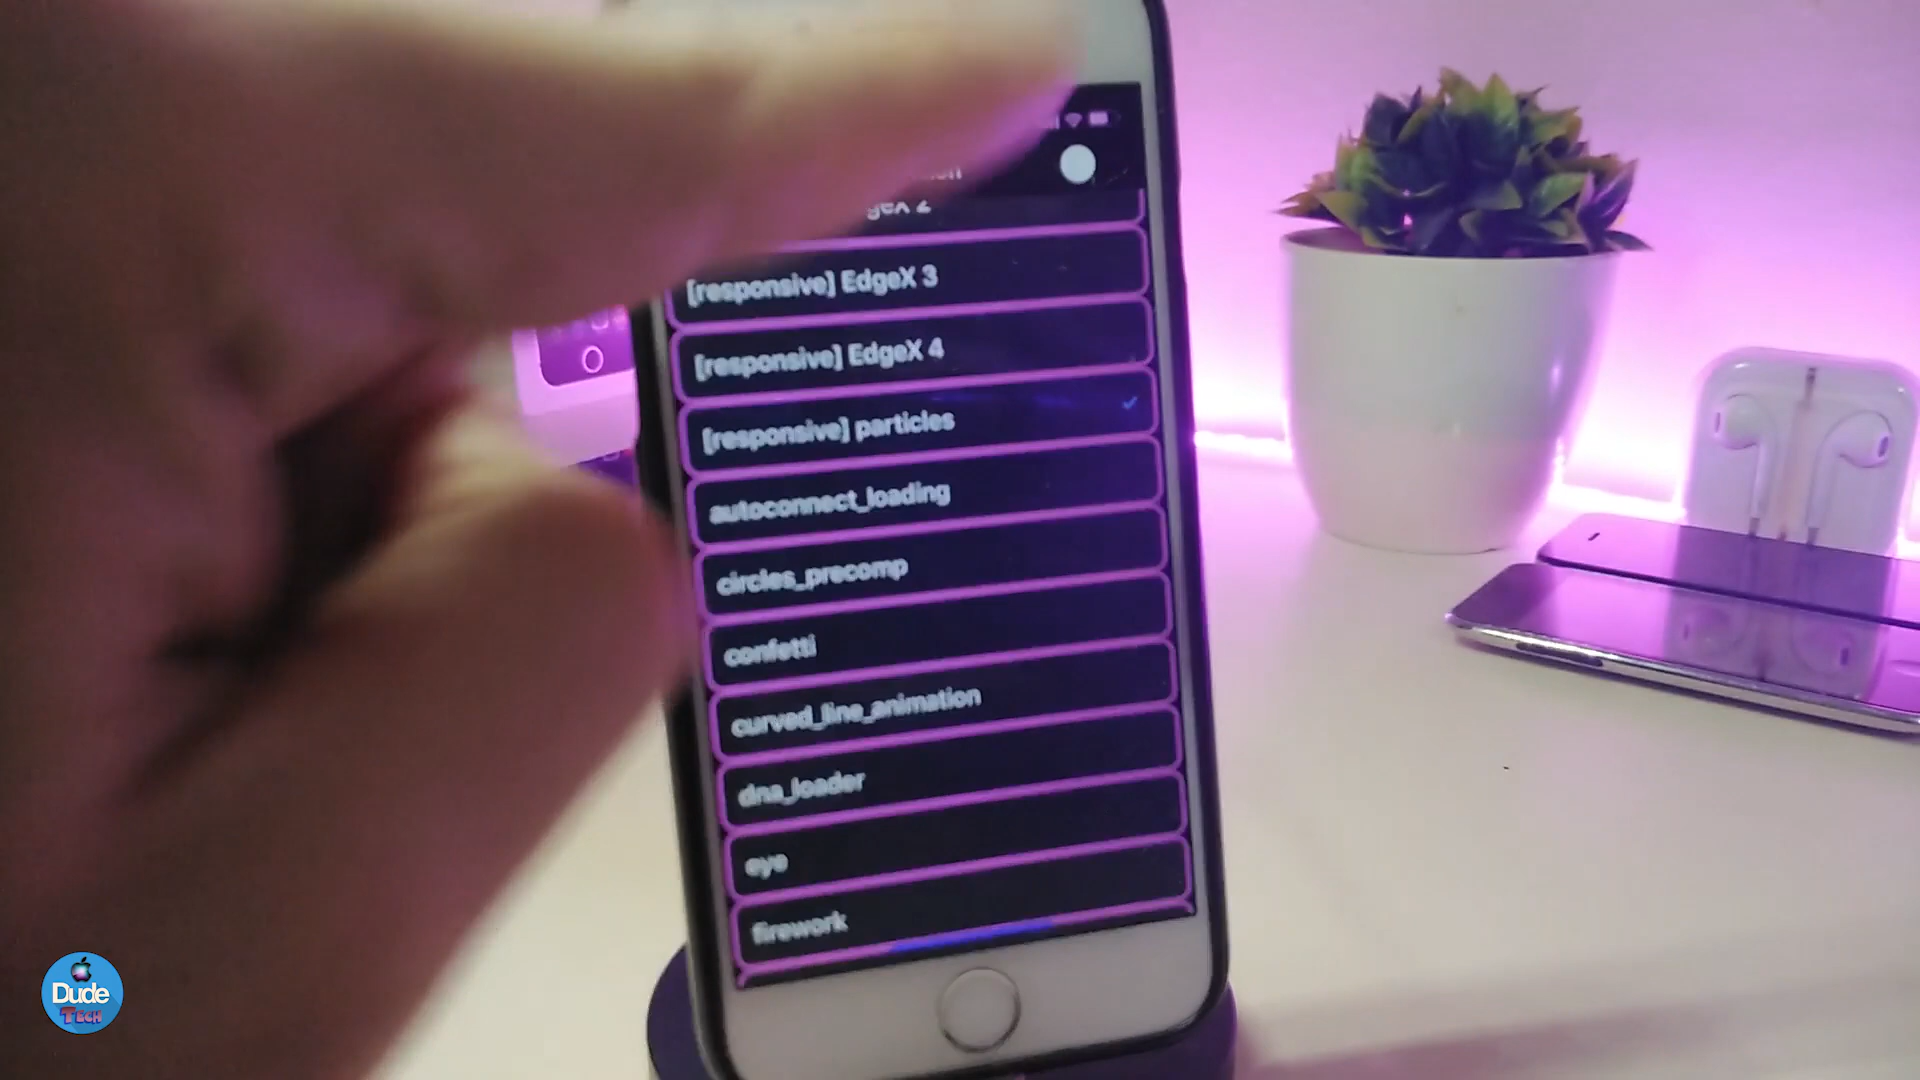 [responsive] EdgeX 3
[responsive] EdgeX 4
[responsive] particles
autoconnect_loading
circles_precomp
confetti
curved_line_animation
dna_loader
eye
firework
Dude
TECH